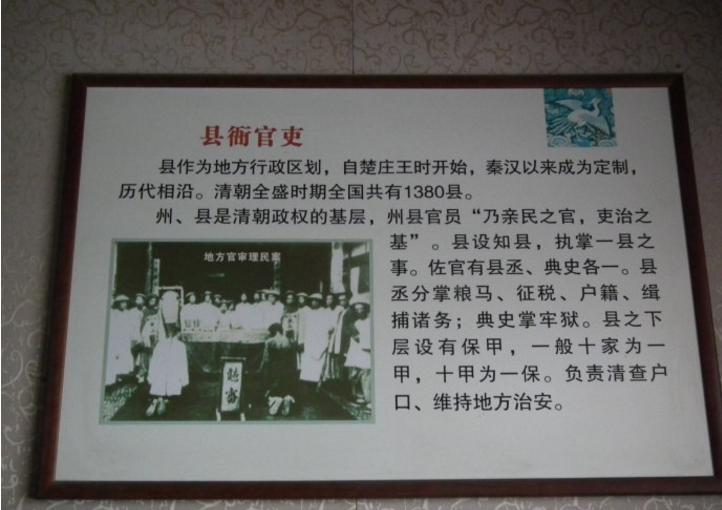 县衙官吏
县作为地方行政区划，自楚庄王时开始，秦汉以来成为定制，
历代相沿。清朝全盛时期全国共有1380县。
州、县是清朝政权的基层，州县官员“乃亲民之官，吏治之
基”。县设知县，执掌一县之
事。佐官有县丞、典史各一。县
丞分掌粮马、征税、户籍、缉
捕诸务；典史掌牢狱。县之下
层设有保甲，一般十家为一
甲，十甲为一保。负责清查户
口、维持地方治安。
地方官审理民案